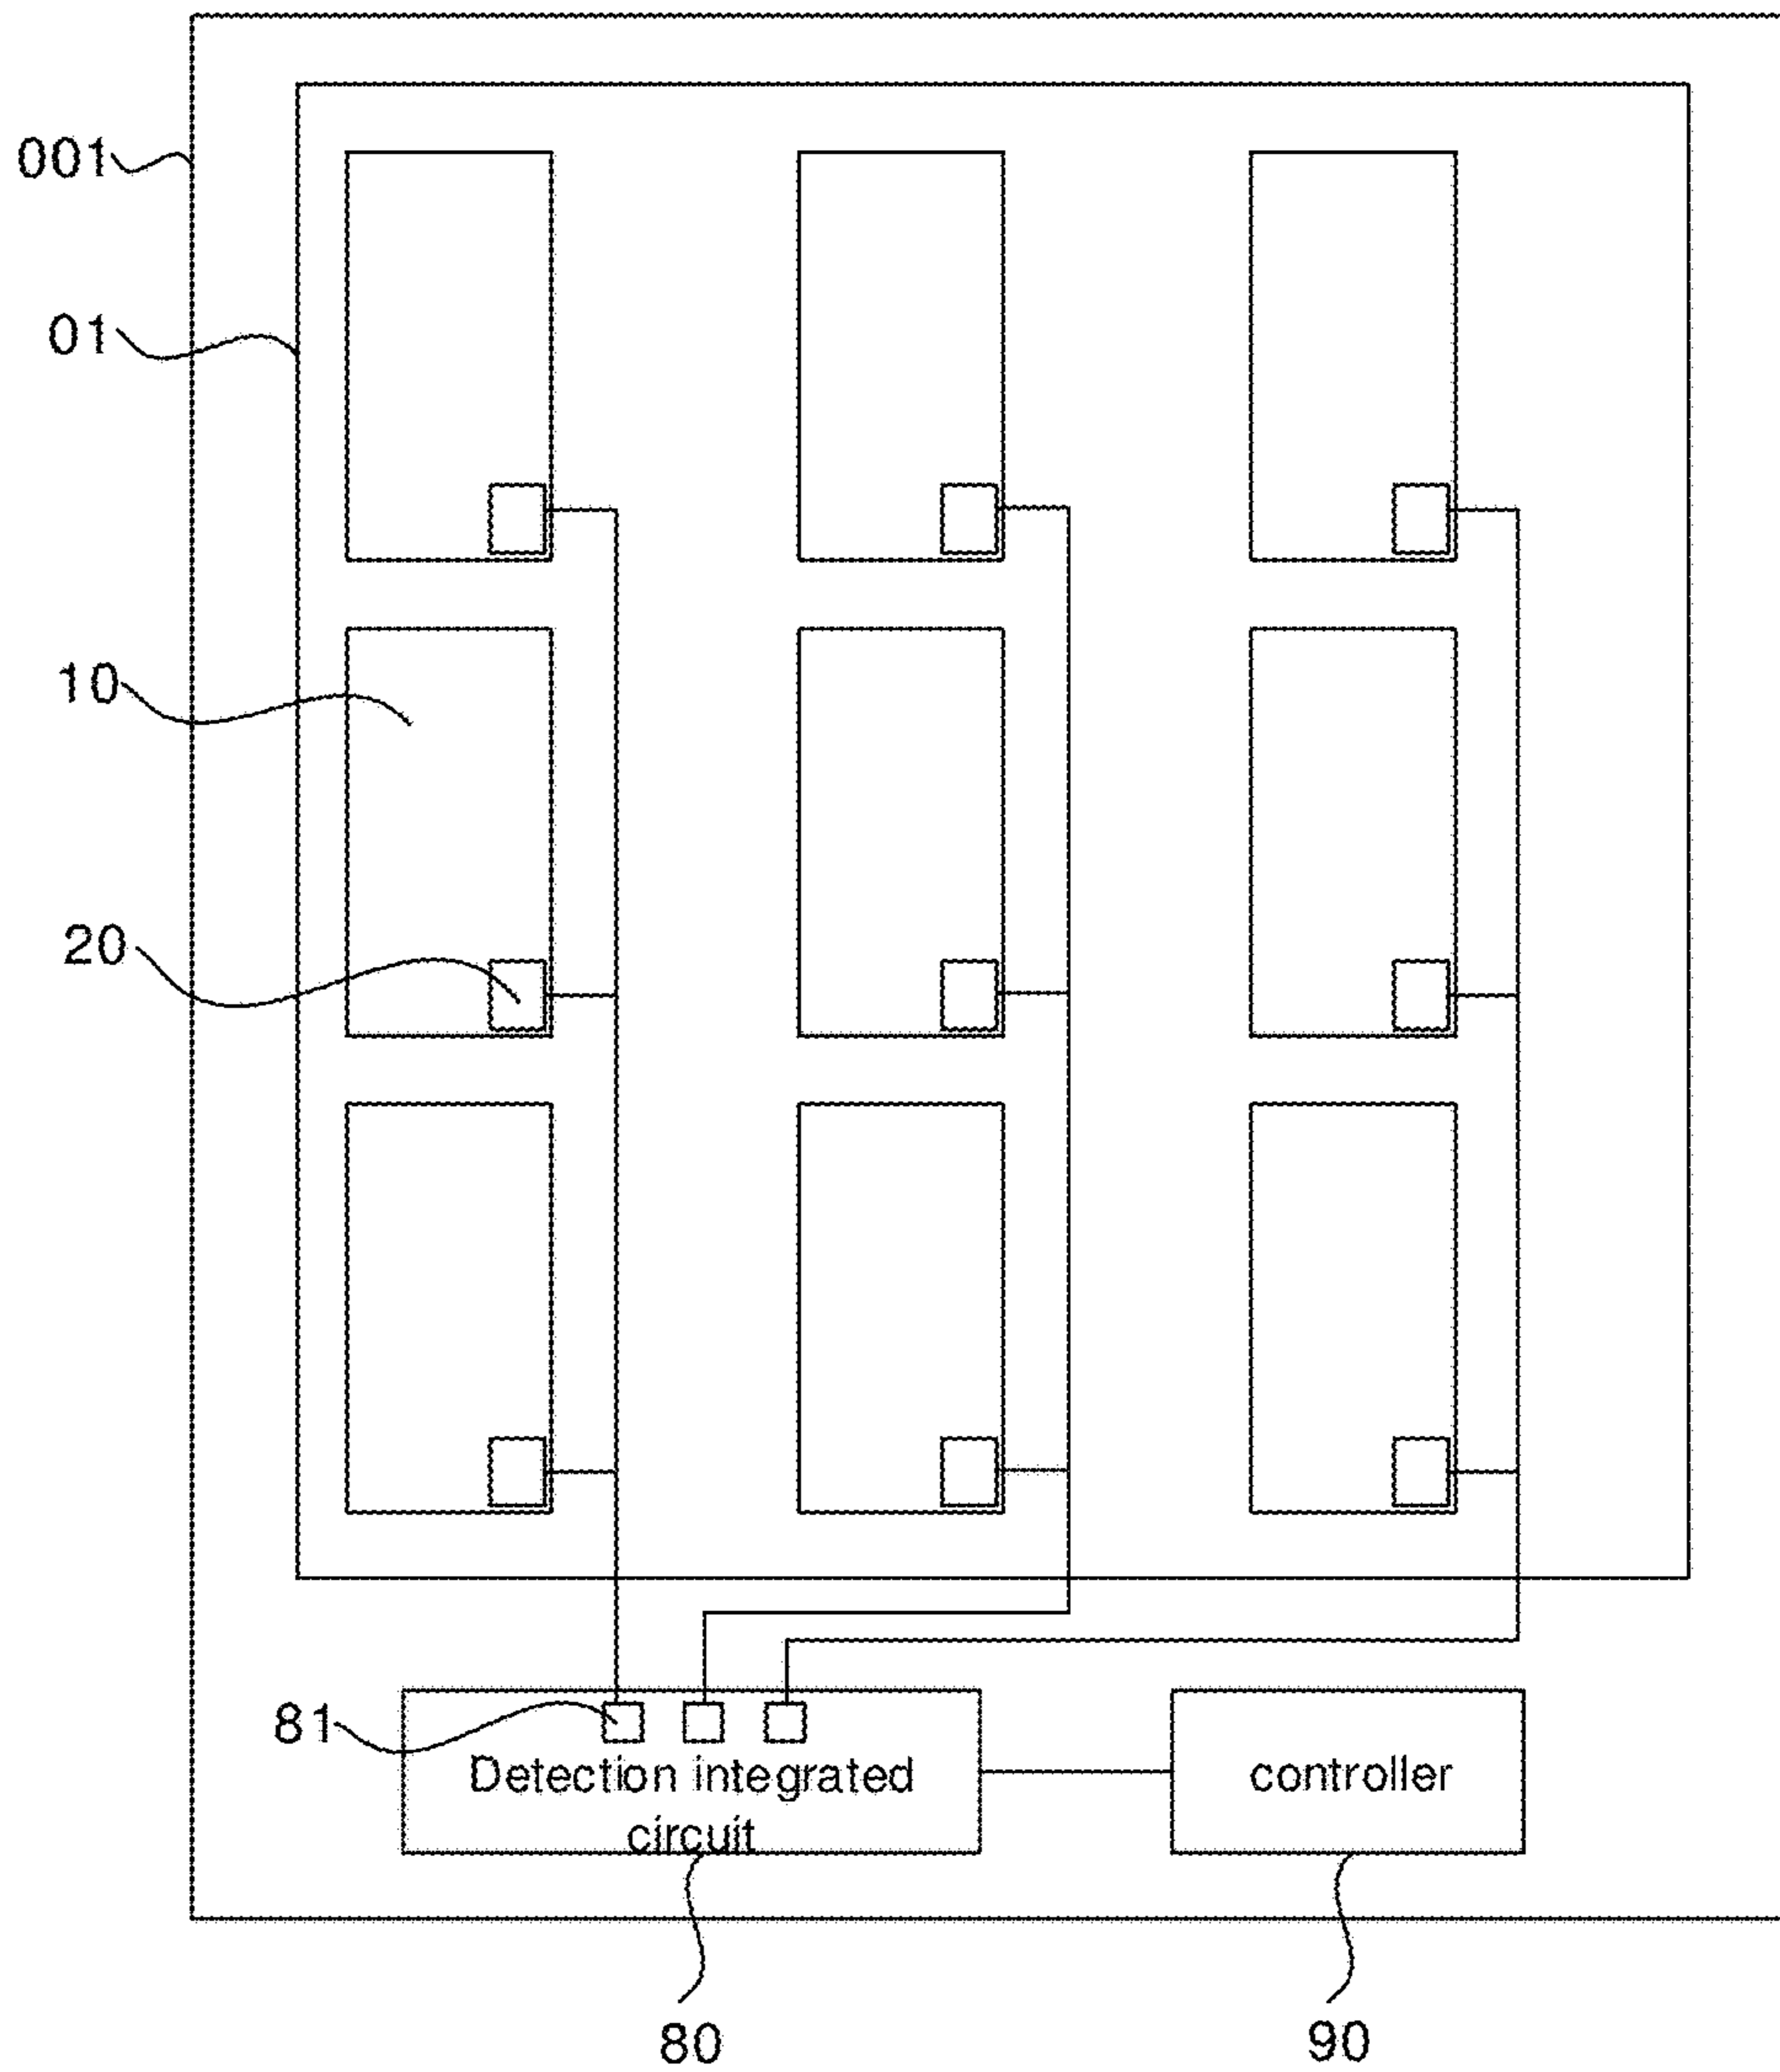 001
01
10
20
81
Detection integrated
circuit
controller
80
90